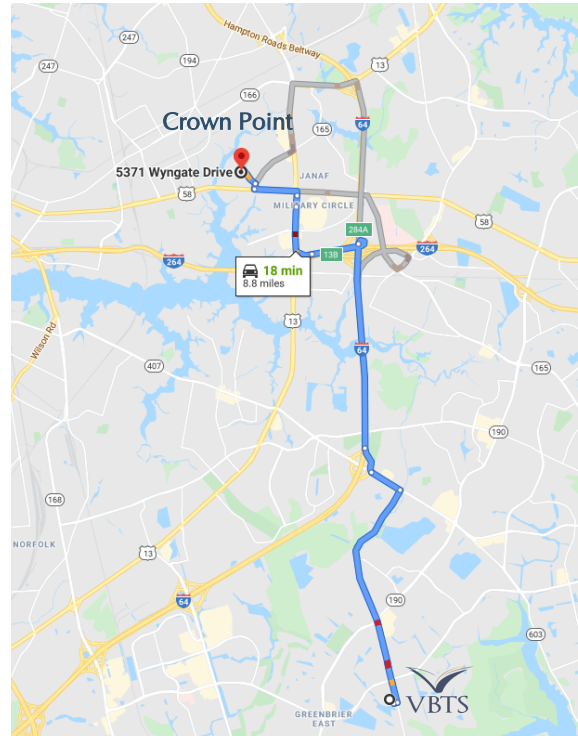 Hampton Roads Beltway
247
194
13
247
166
64
Crown Point
165
5371 Wyngate Drive
JANAF
58
MILITARY CIRCLE
58
284A
13B
264
264
18 min
8.8 miles
13
Wilson Rd
64
407
165
190
168
NORFOLK
13
64
190
603
VBTS
GREENBRIER
EAST